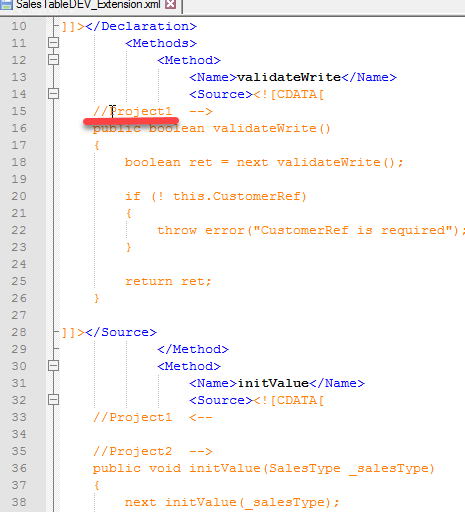 SalesTableDEV_Extension.xml
10 ]]></Declaration>
11 <Methods>
12 <Method>
13 <Name>validateWrite</Name>
14 <Source><![CDATA[
15 //Project1 -->
16 public boolean validateWrite()
17 {
18 boolean ret = next validateWrite();
19
20 if (! this.CustomerRef)
21 {
22 throw error("CustomerRef is required");
23 }
24
25 return ret;
26 }
27
28 ]]></Source>
29 </Method>
30 <Method>
31 <Name>initValue</Name>
32 <Source><![CDATA[
33 //Project1 <--
34
35 //Project2 -->
36 public void initValue(SalesType _salesType)
37 {
38 next initValue(_salesType);